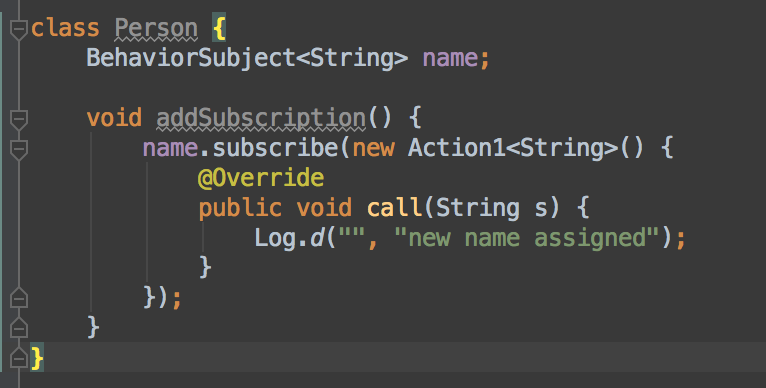 class Person {
    BehaviorSubject<String> name;

    void addSubscription() {
        name.subscribe(new Action1<String>() {
            @Override
            public void call(String s) {
                Log.d("", "new name assigned");
            }
        });
    }
}